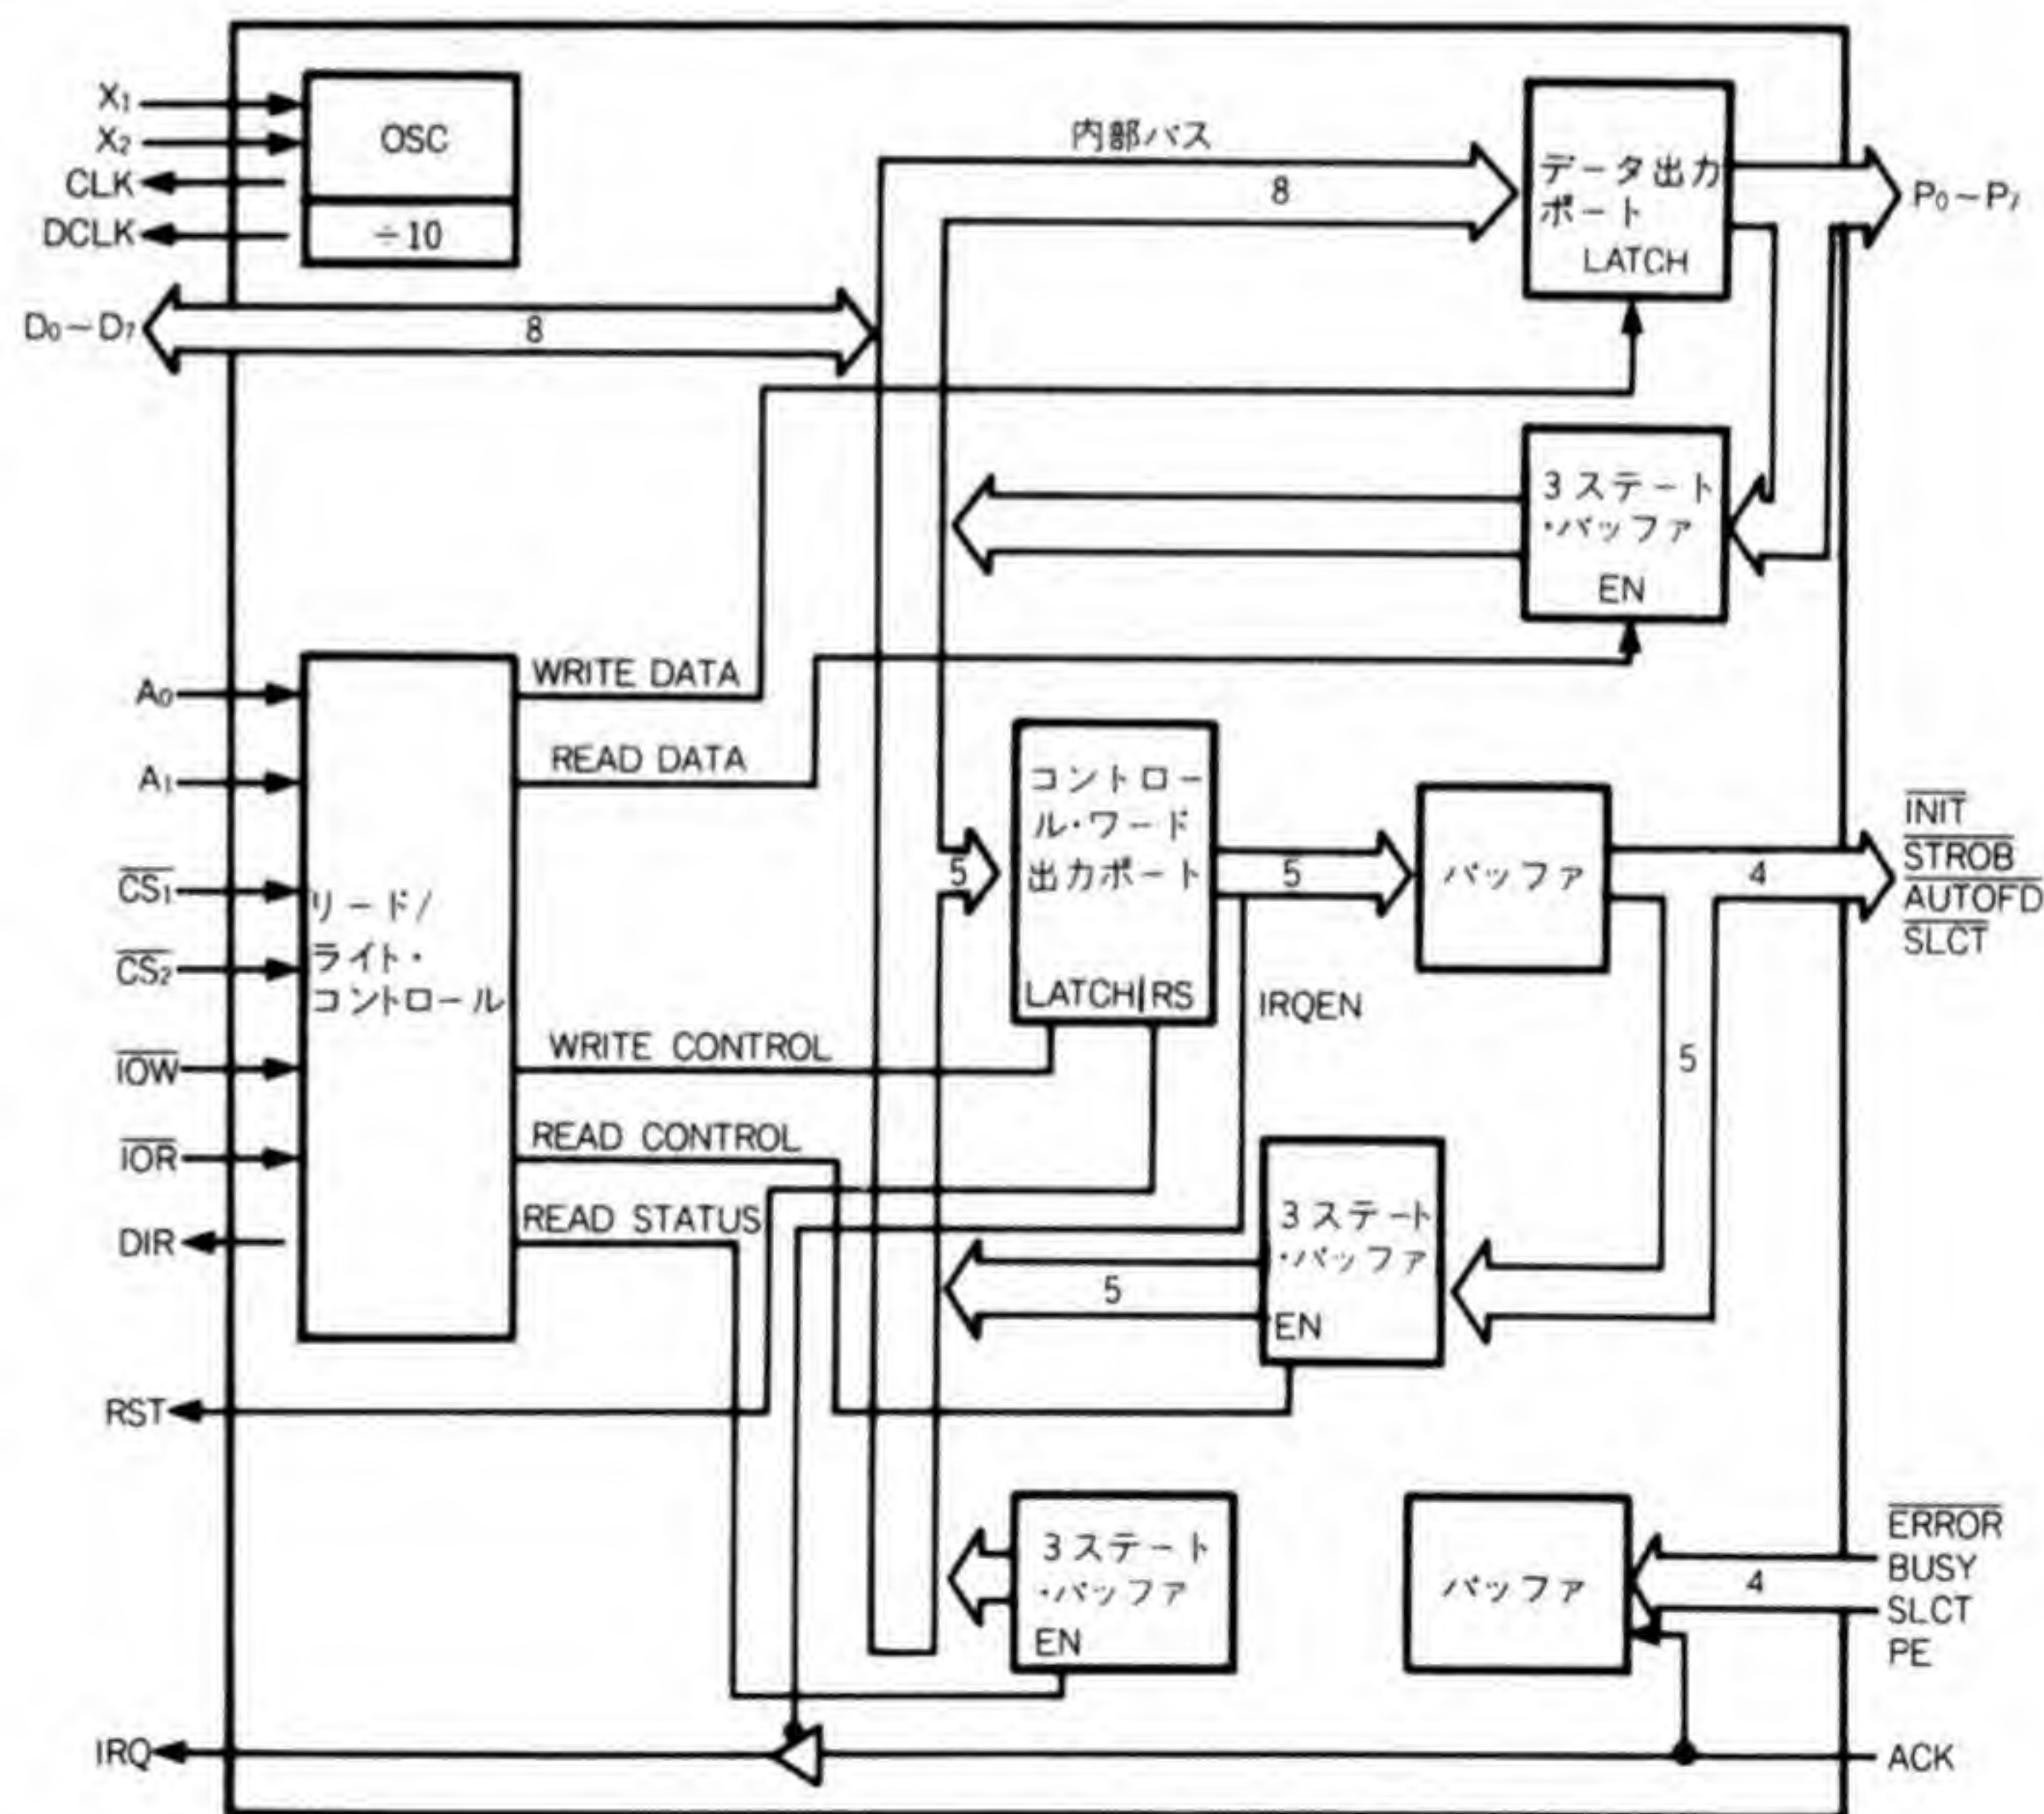 X1
X2
CLK
DCLK
OSC
÷10
D0~D7
8
内部バス
8
データ出力
ポート
LATCH
P0~P7
3ステート
・バッファ
EN
A0
A1
CS1
CS2
IOW
IOR
DIR
リード/
ライト・
コントロール
WRITE DATA
READ DATA
WRITE CONTROL
READ CONTROL
READ STATUS
5
コントロー
ル・ワード
出力ポート
LATCH|RS
5
IRQEN
バッファ
4
INIT
STROB
AUTOFD
SLCT
5
3ステート
・バッファ
EN
5
RST
3ステート
・バッファ
EN
バッファ
4
ERROR
BUSY
SLCT
PE
IRQ
ACK